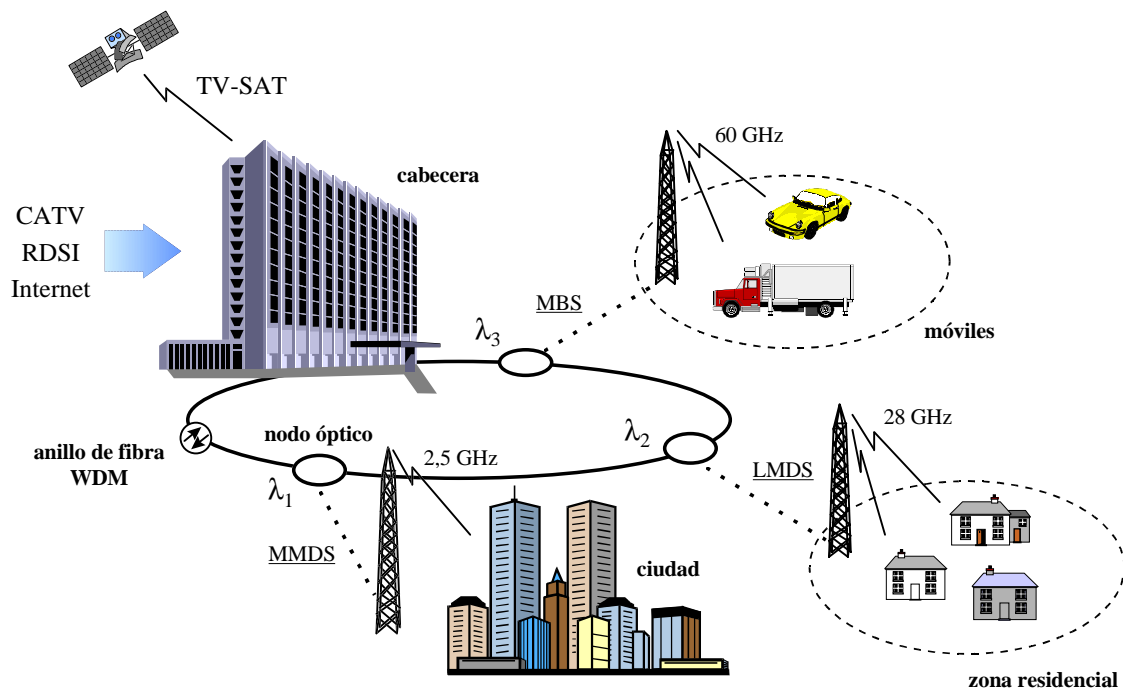 TV-SAT
60 GHz
cabecera
CATV
RDSI
Internet
MBS
móviles
λ3
28 GHz
anillo de fibra
WDM
nodo óptico
λ2
2,5 GHz
LMDS
λ1
MMDS
ciudad
zona residencial